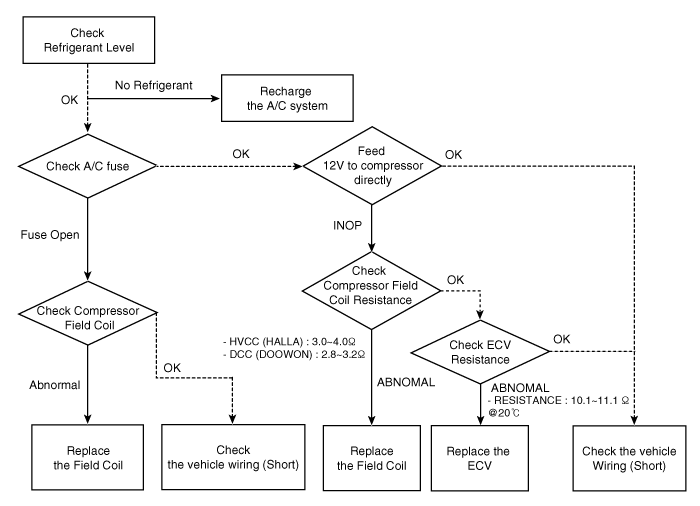 Check
Refrigerant Level
No Refrigerant
OK
Recharge
the A/C system
Check A/C fuse
OK
Feed
12V to compressor
directly
OK
Fuse Open
INOP
Check Compressor
Field Coil
Check
Compressor Field
Coil Resistance
OK
- HVCC (HALLA) : 3.0~4.0Ω
- DCC (DOOWON) : 2.8~3.2Ω
Check ECV
Resistance
OK
Abnormal
OK
ABNOMAL
ABNOMAL
- RESISTANCE : 10.1~11.1 Ω
@20℃
Replace
the Field Coil
Check
the vehicle wiring (Short)
Replace
the Field Coil
Replace the
ECV
Check the vehicle
Wiring (Short)